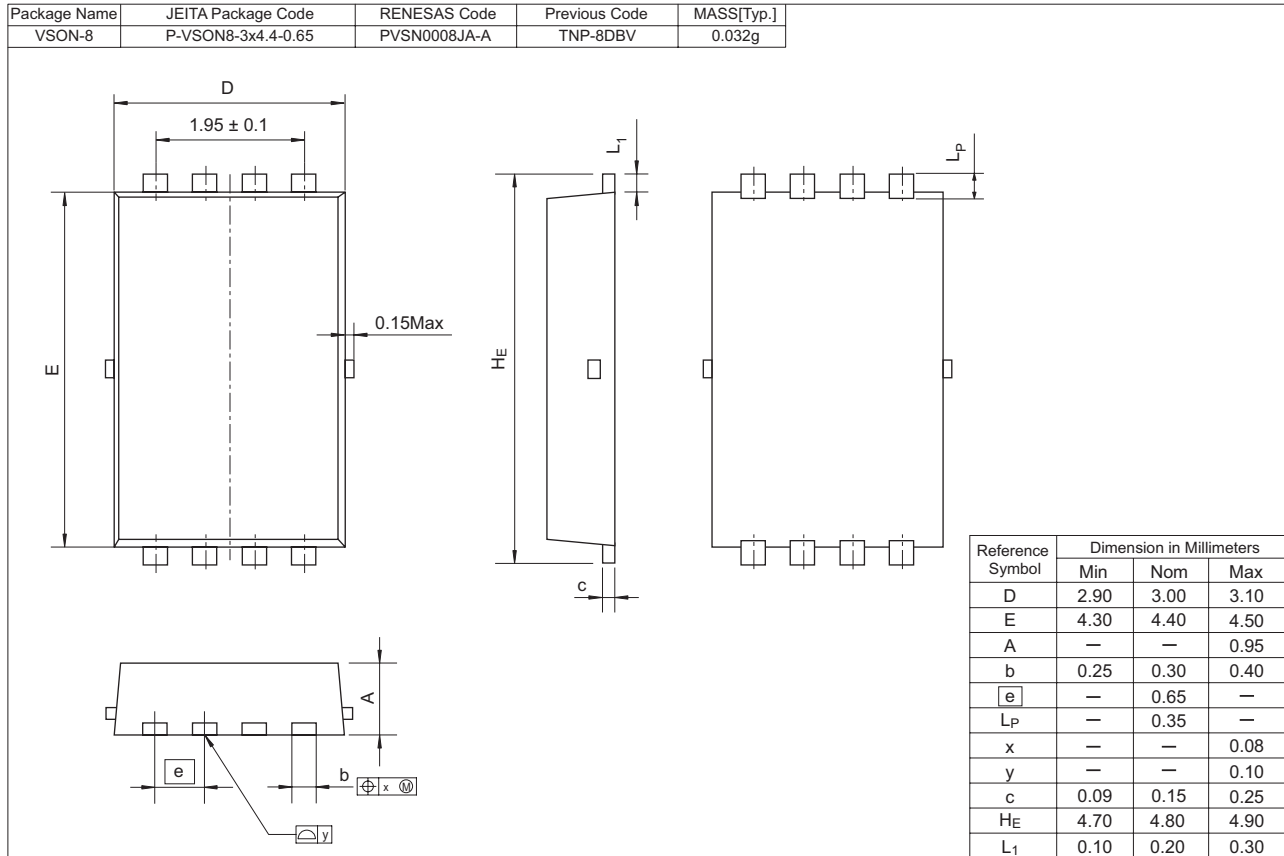 Package Name JEITA Package Code RENESAS Code Previous Code MASS[Typ.]
VSON-8 P-VSON8-3x4.4-0.65 PVSN0008JA-A TNP-8DBV 0.032g
D
1.95 ± 0.1
L1
LP
0.15Max
E
HE
c
A
e
b
x Ⓜ
y
Reference Symbol Dimension in Millimeters
Min Nom Max
D 2.90 3.00 3.10
E 4.30 4.40 4.50
A — — 0.95
b 0.25 0.30 0.40
e — 0.65 —
LP — 0.35 —
x — — 0.08
y — — 0.10
c 0.09 0.15 0.25
HE 4.70 4.80 4.90
L1 0.10 0.20 0.30